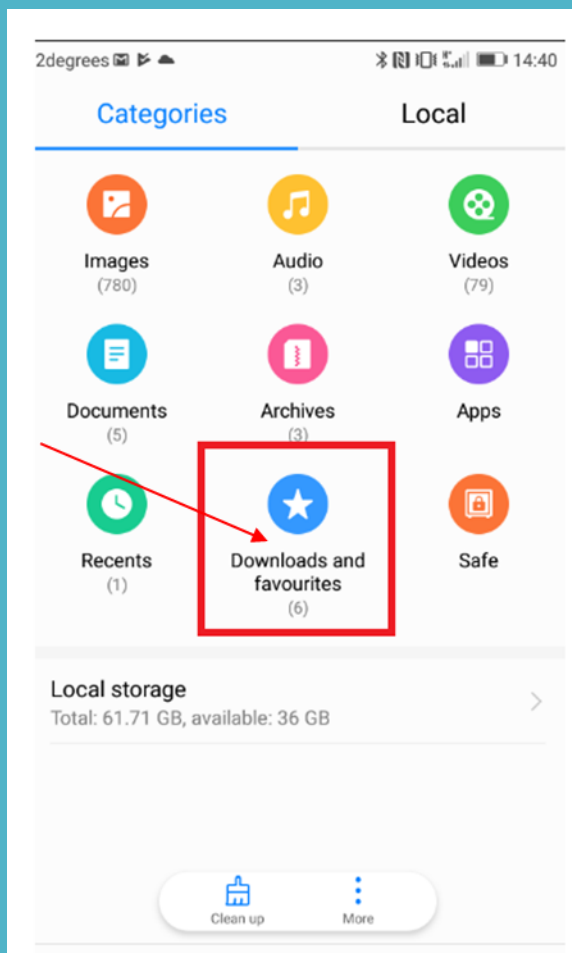 2degrees 14:40
Categories Local
Images Audio Videos
(780) (3) (79)
Documents Archives Apps
(5) (3)
Recents Downloads and Safe
(1) favourites
(6)
Local storage
Total: 61.71 GB, available: 36 GB
Clean up More